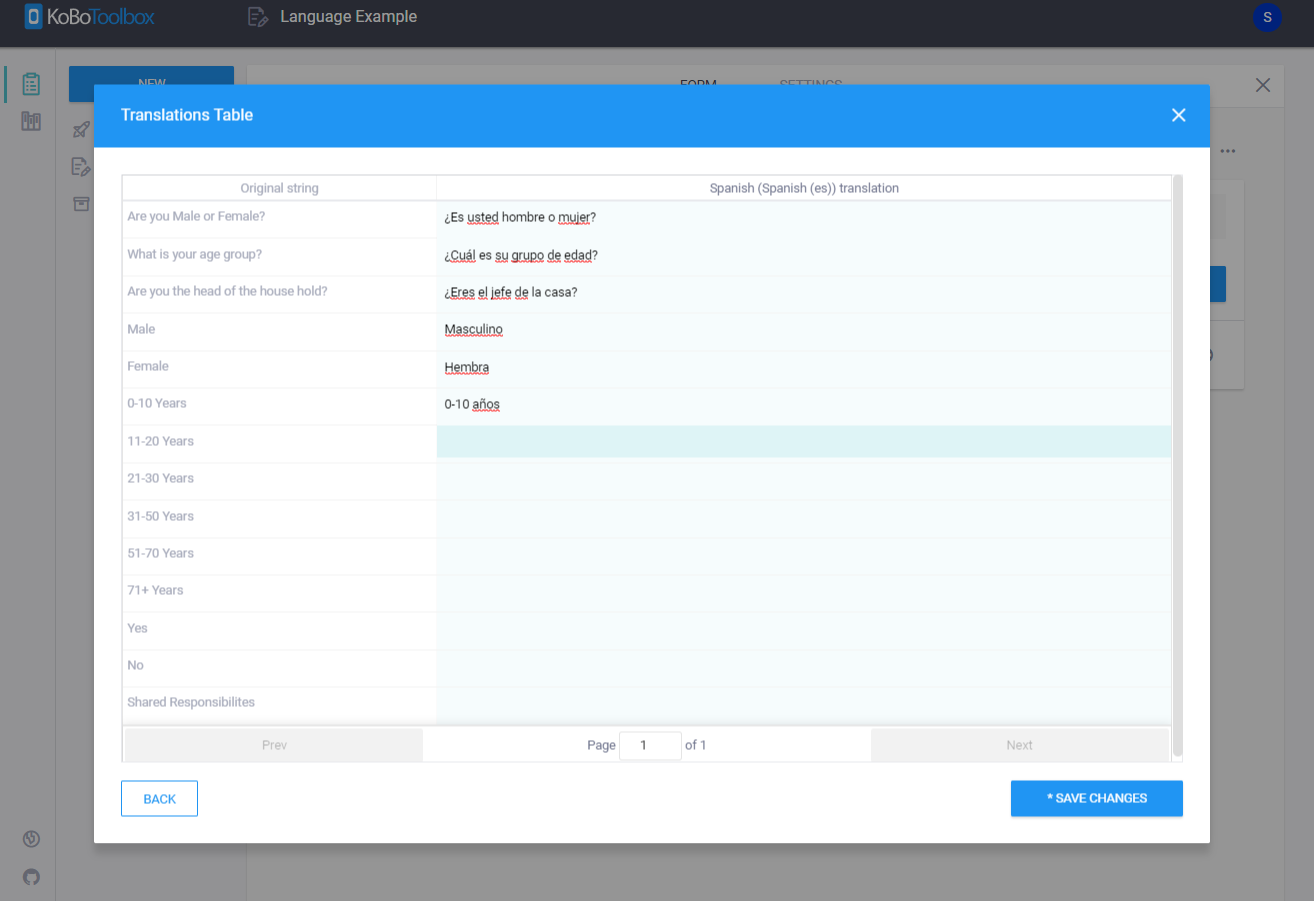 KoBoToolbox
Language Example
S
NEW
FORM
SETTINGS
Translations Table
Original string
Spanish (Spanish (es)) translation
Are you Male or Female?
¿Es usted hombre o mujer?
What is your age group?
¿Cuál es su grupo de edad?
Are you the head of the house hold?
¿Eres el jefe de la casa?
Male
Masculino
Female
Hembra
0-10 Years
0-10 años
11-20 Years
21-30 Years
31-50 Years
51-70 Years
71+ Years
Yes
No
Shared Responsibilites
Prev
Page 1 of 1
Next
BACK
* SAVE CHANGES